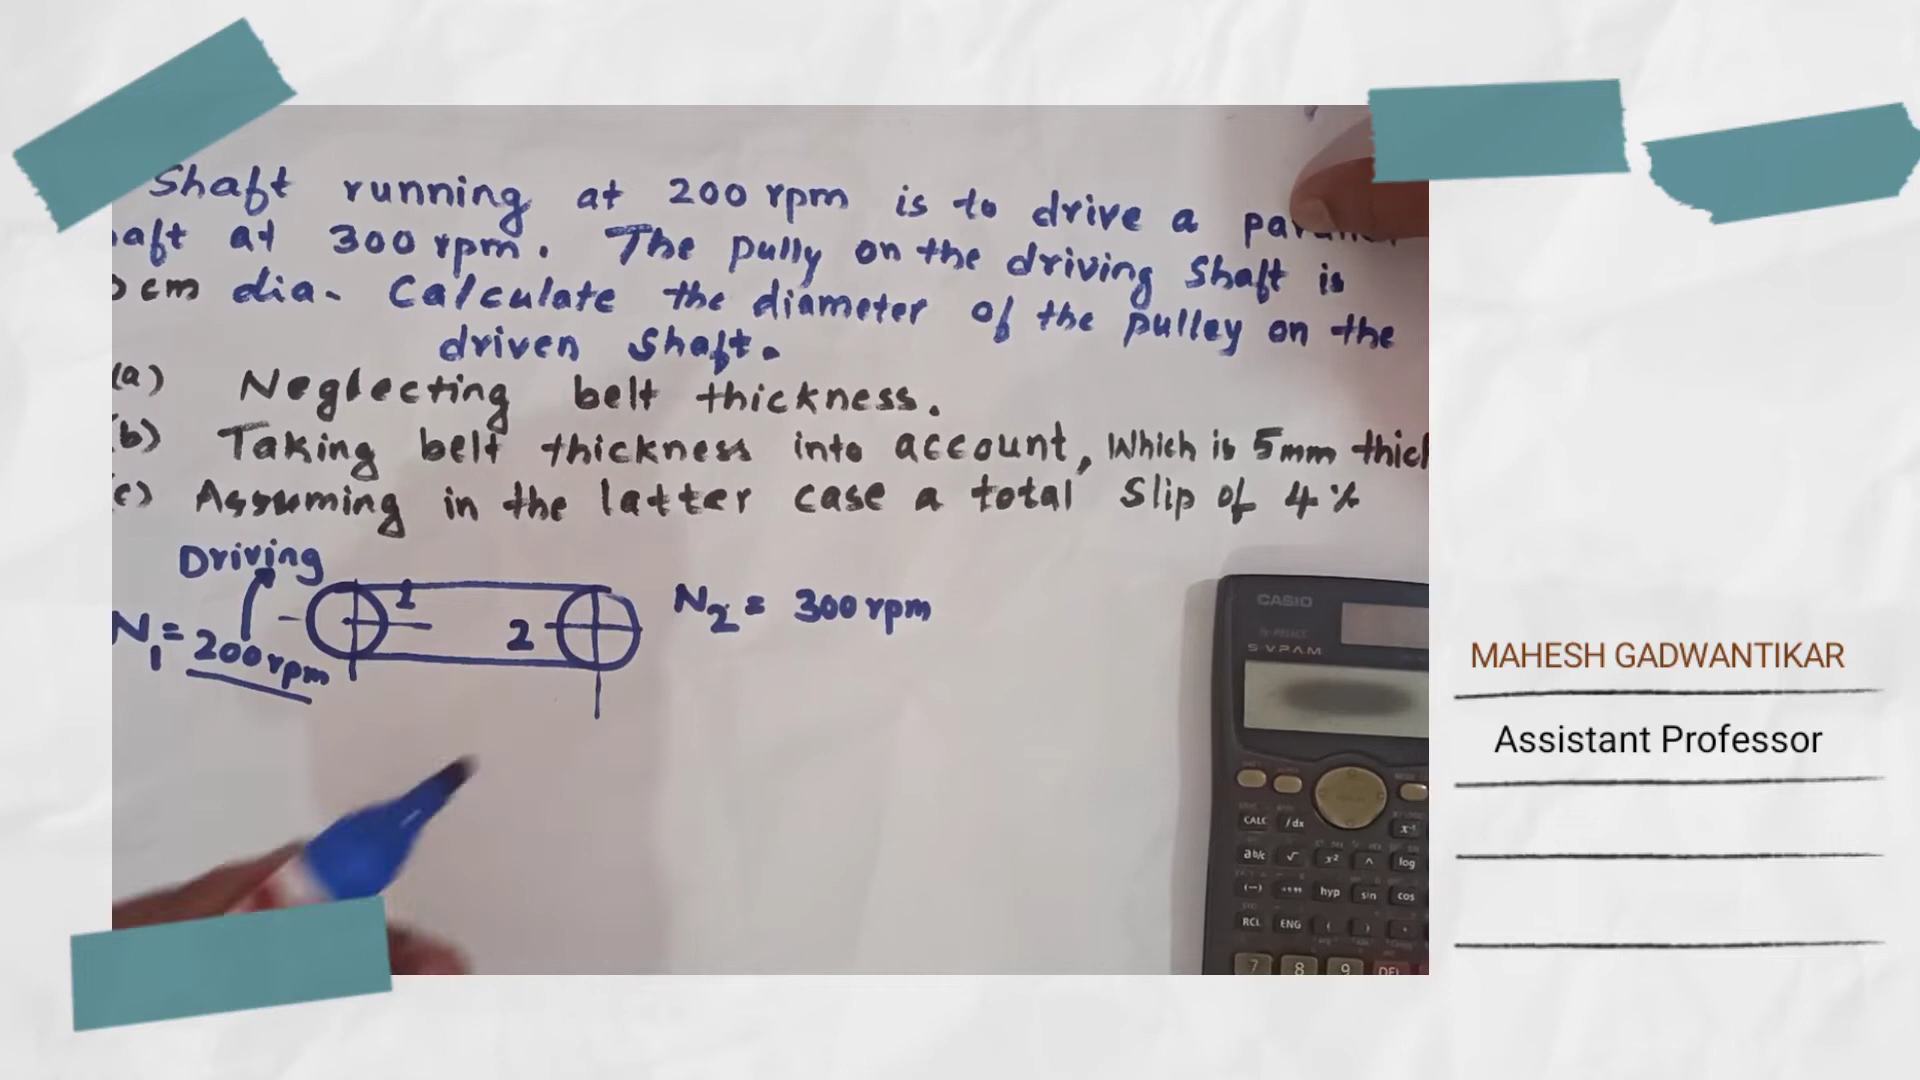 Shaft running at 200 rpm is to drive a
at 300 rpm. The pully on the driving Shaft is
cm dia. Calculate the diameter of the pulley on the
driven Shaft.
(a) Neglecting belt thickness.
(b) Taking belt thickness into account, Which is 5mm
(c) Assuming in the latter case a total Slip of 4%
Driving
1
2
N1 = 200 rpm
N2 = 300 rpm
CASIO
S-V.P.A.M.
CALC
ab/c √ x² ^ log
(-) hyp sin cos
RCL ENG ( )
7 8 9 DEL
MAHESH GADWANTIKAR
Assistant Professor